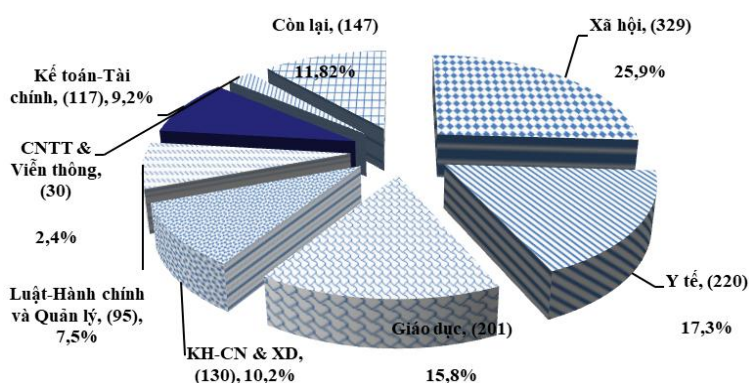 Còn lại, (147)
11,82%
Xã hội, (329)
25,9%
Kế toán-Tài
chính, (117), 9,2%
CNTT &
Viễn thông,
(30)
2,4%
Luật-Hành chính
và Quản lý, (95),
7,5%
KH-CN & XD,
(130), 10,2%
Giáo dục, (201)
15,8%
Y tế, (220)
17,3%